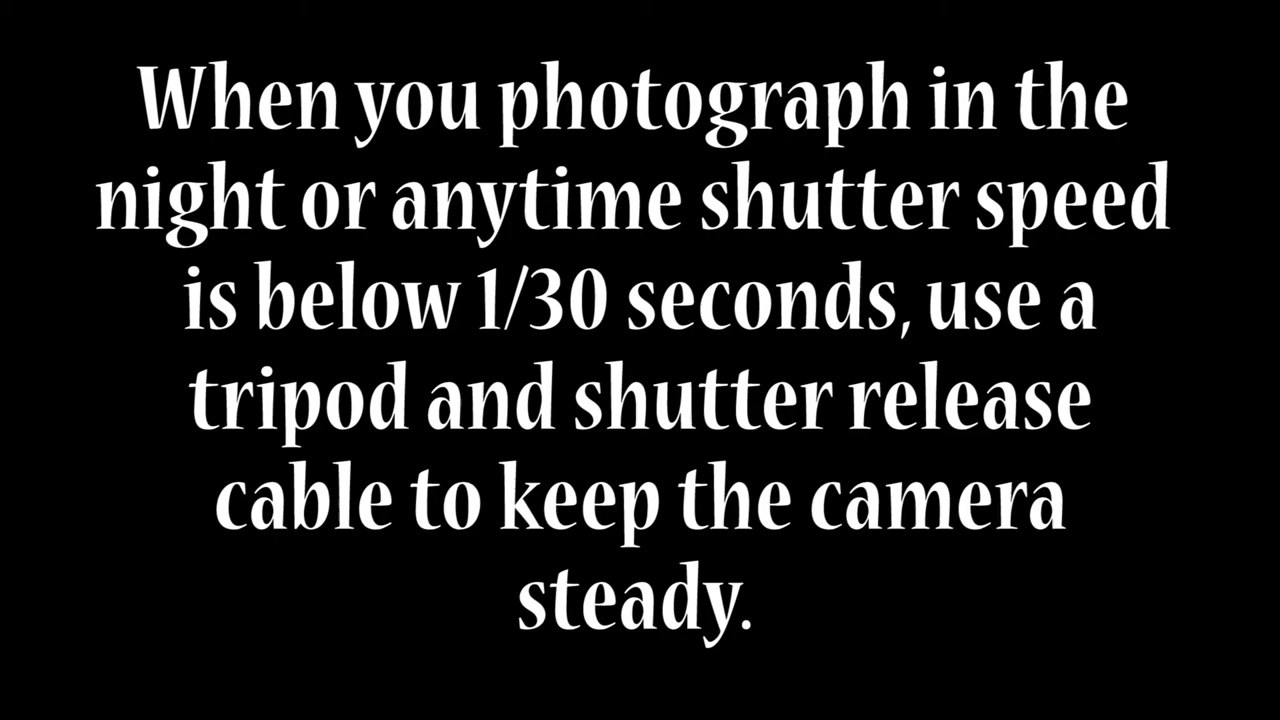 When you photograph in the
night or anytime shutter speed
is below 1/30 seconds, use a
tripod and shutter release
cable to keep the camera
steady.